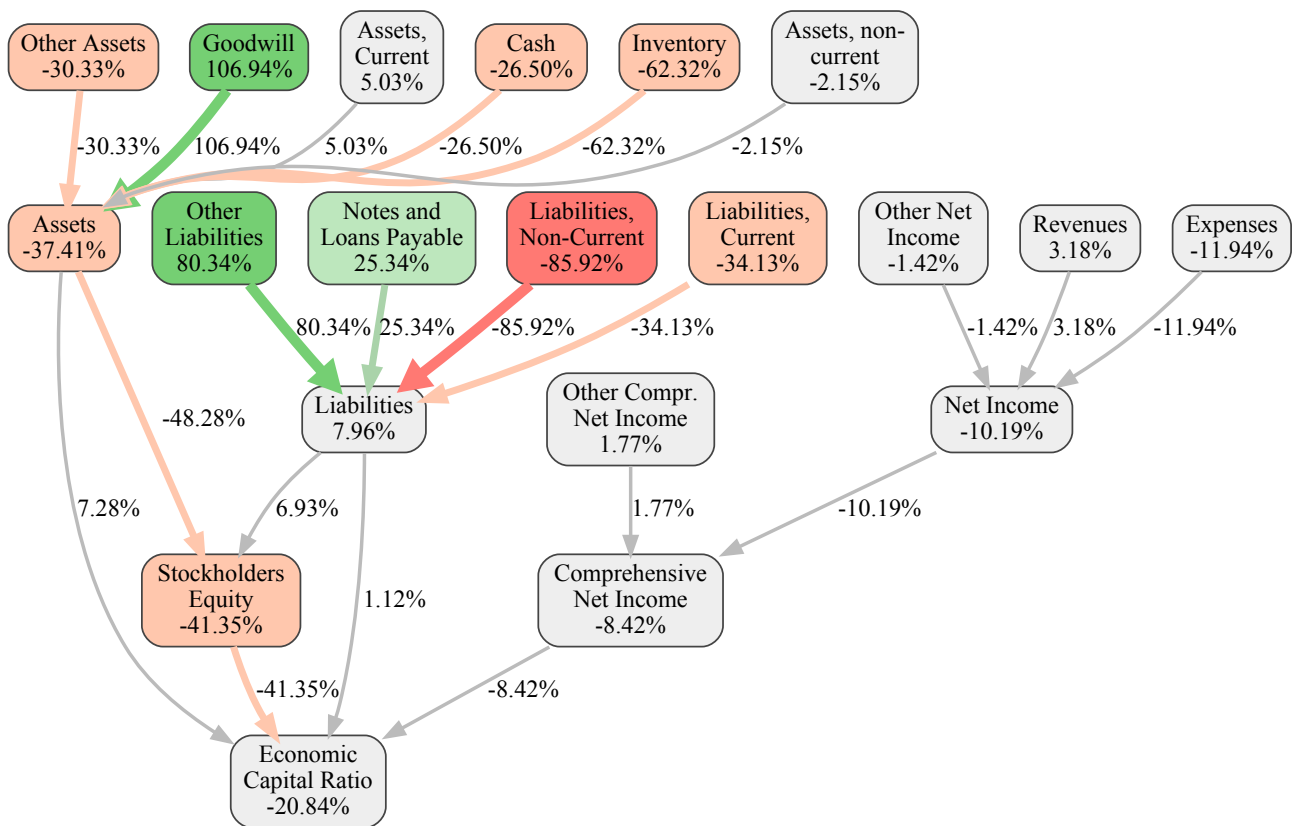 Other Assets
-30.33%
Goodwill
106.94%
Assets,
Current
5.03%
Cash
-26.50%
Inventory
-62.32%
Assets, non-
current
-2.15%
-30.33%
106.94%
5.03%
-26.50%
-62.32%
-2.15%
Assets
-37.41%
Other
Liabilities
80.34%
Notes and
Loans Payable
25.34%
Liabilities,
Non-Current
-85.92%
Liabilities,
Current
-34.13%
Other Net
Income
-1.42%
Revenues
3.18%
Expenses
-11.94%
80.34%
25.34%
-85.92%
-34.13%
-1.42%
3.18%
-11.94%
-48.28%
Liabilities
7.96%
Other Compr.
Net Income
1.77%
Net Income
-10.19%
7.28%
6.93%
1.77%
-10.19%
Stockholders
Equity
-41.35%
1.12%
Comprehensive
Net Income
-8.42%
-41.35%
-8.42%
Economic
Capital Ratio
-20.84%